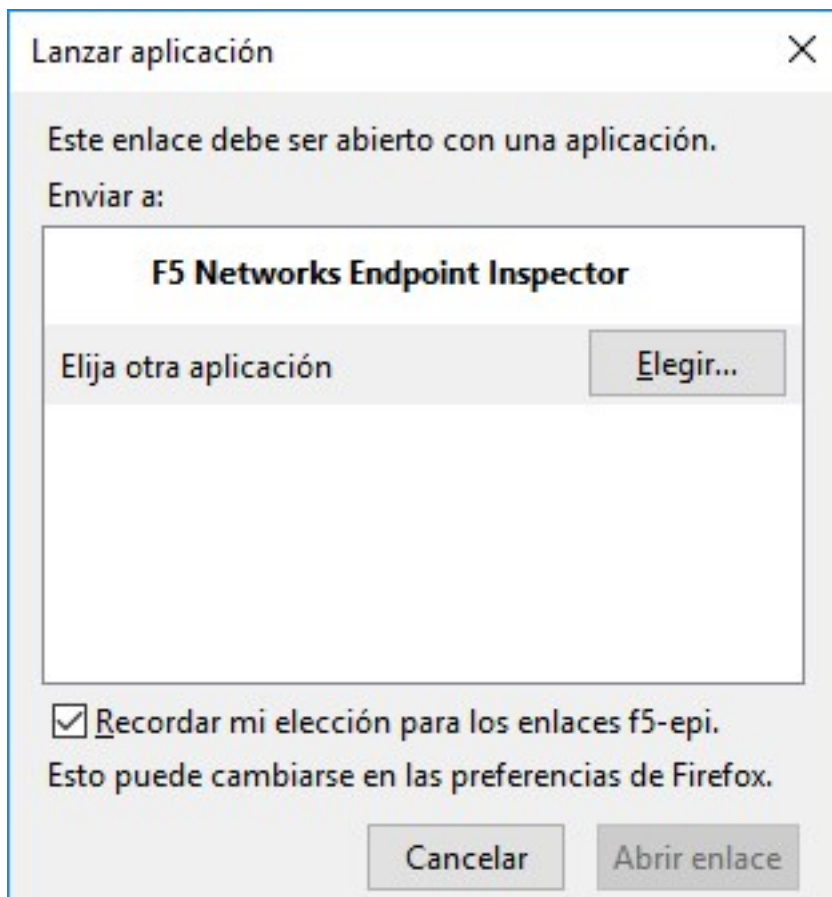 Lanzar aplicación
Este enlace debe ser abierto con una aplicación.
Enviar a:
F5 Networks Endpoint Inspector
Elija otra aplicación
Elegir...
Recordar mi elección para los enlaces f5-epi.
Esto puede cambiarse en las preferencias de Firefox.
Cancelar
Abrir enlace